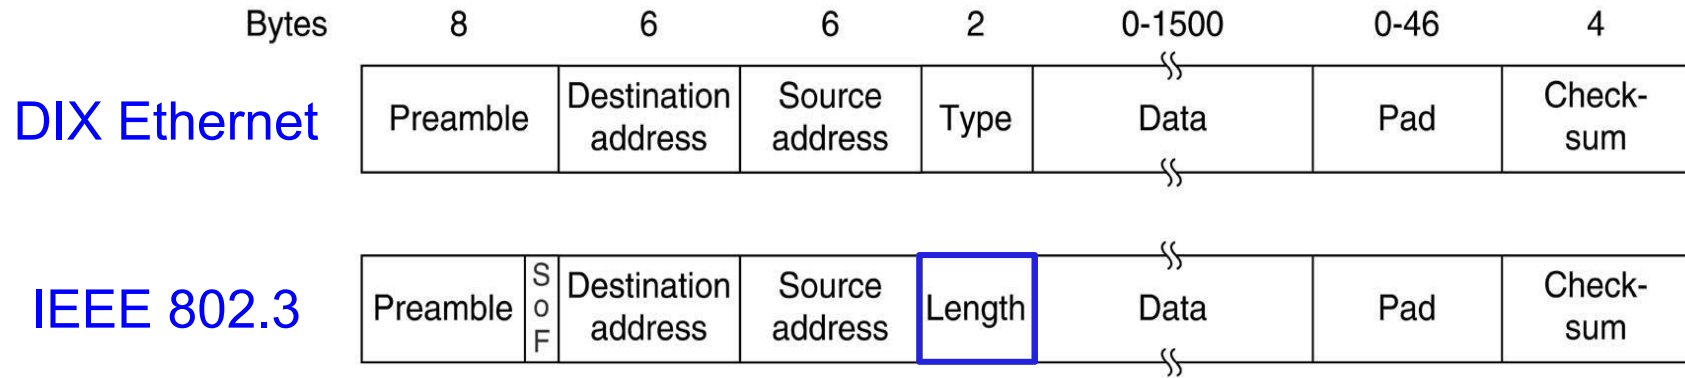 Bytes 8 6 6 2 0-1500 0-46 4
DIX Ethernet
Preamble
Destination
address
Source
address
Type
Data
Pad
Check-
sum
IEEE 802.3
Preamble
S
o
F
Destination
address
Source
address
Length
Data
Pad
Check-
sum